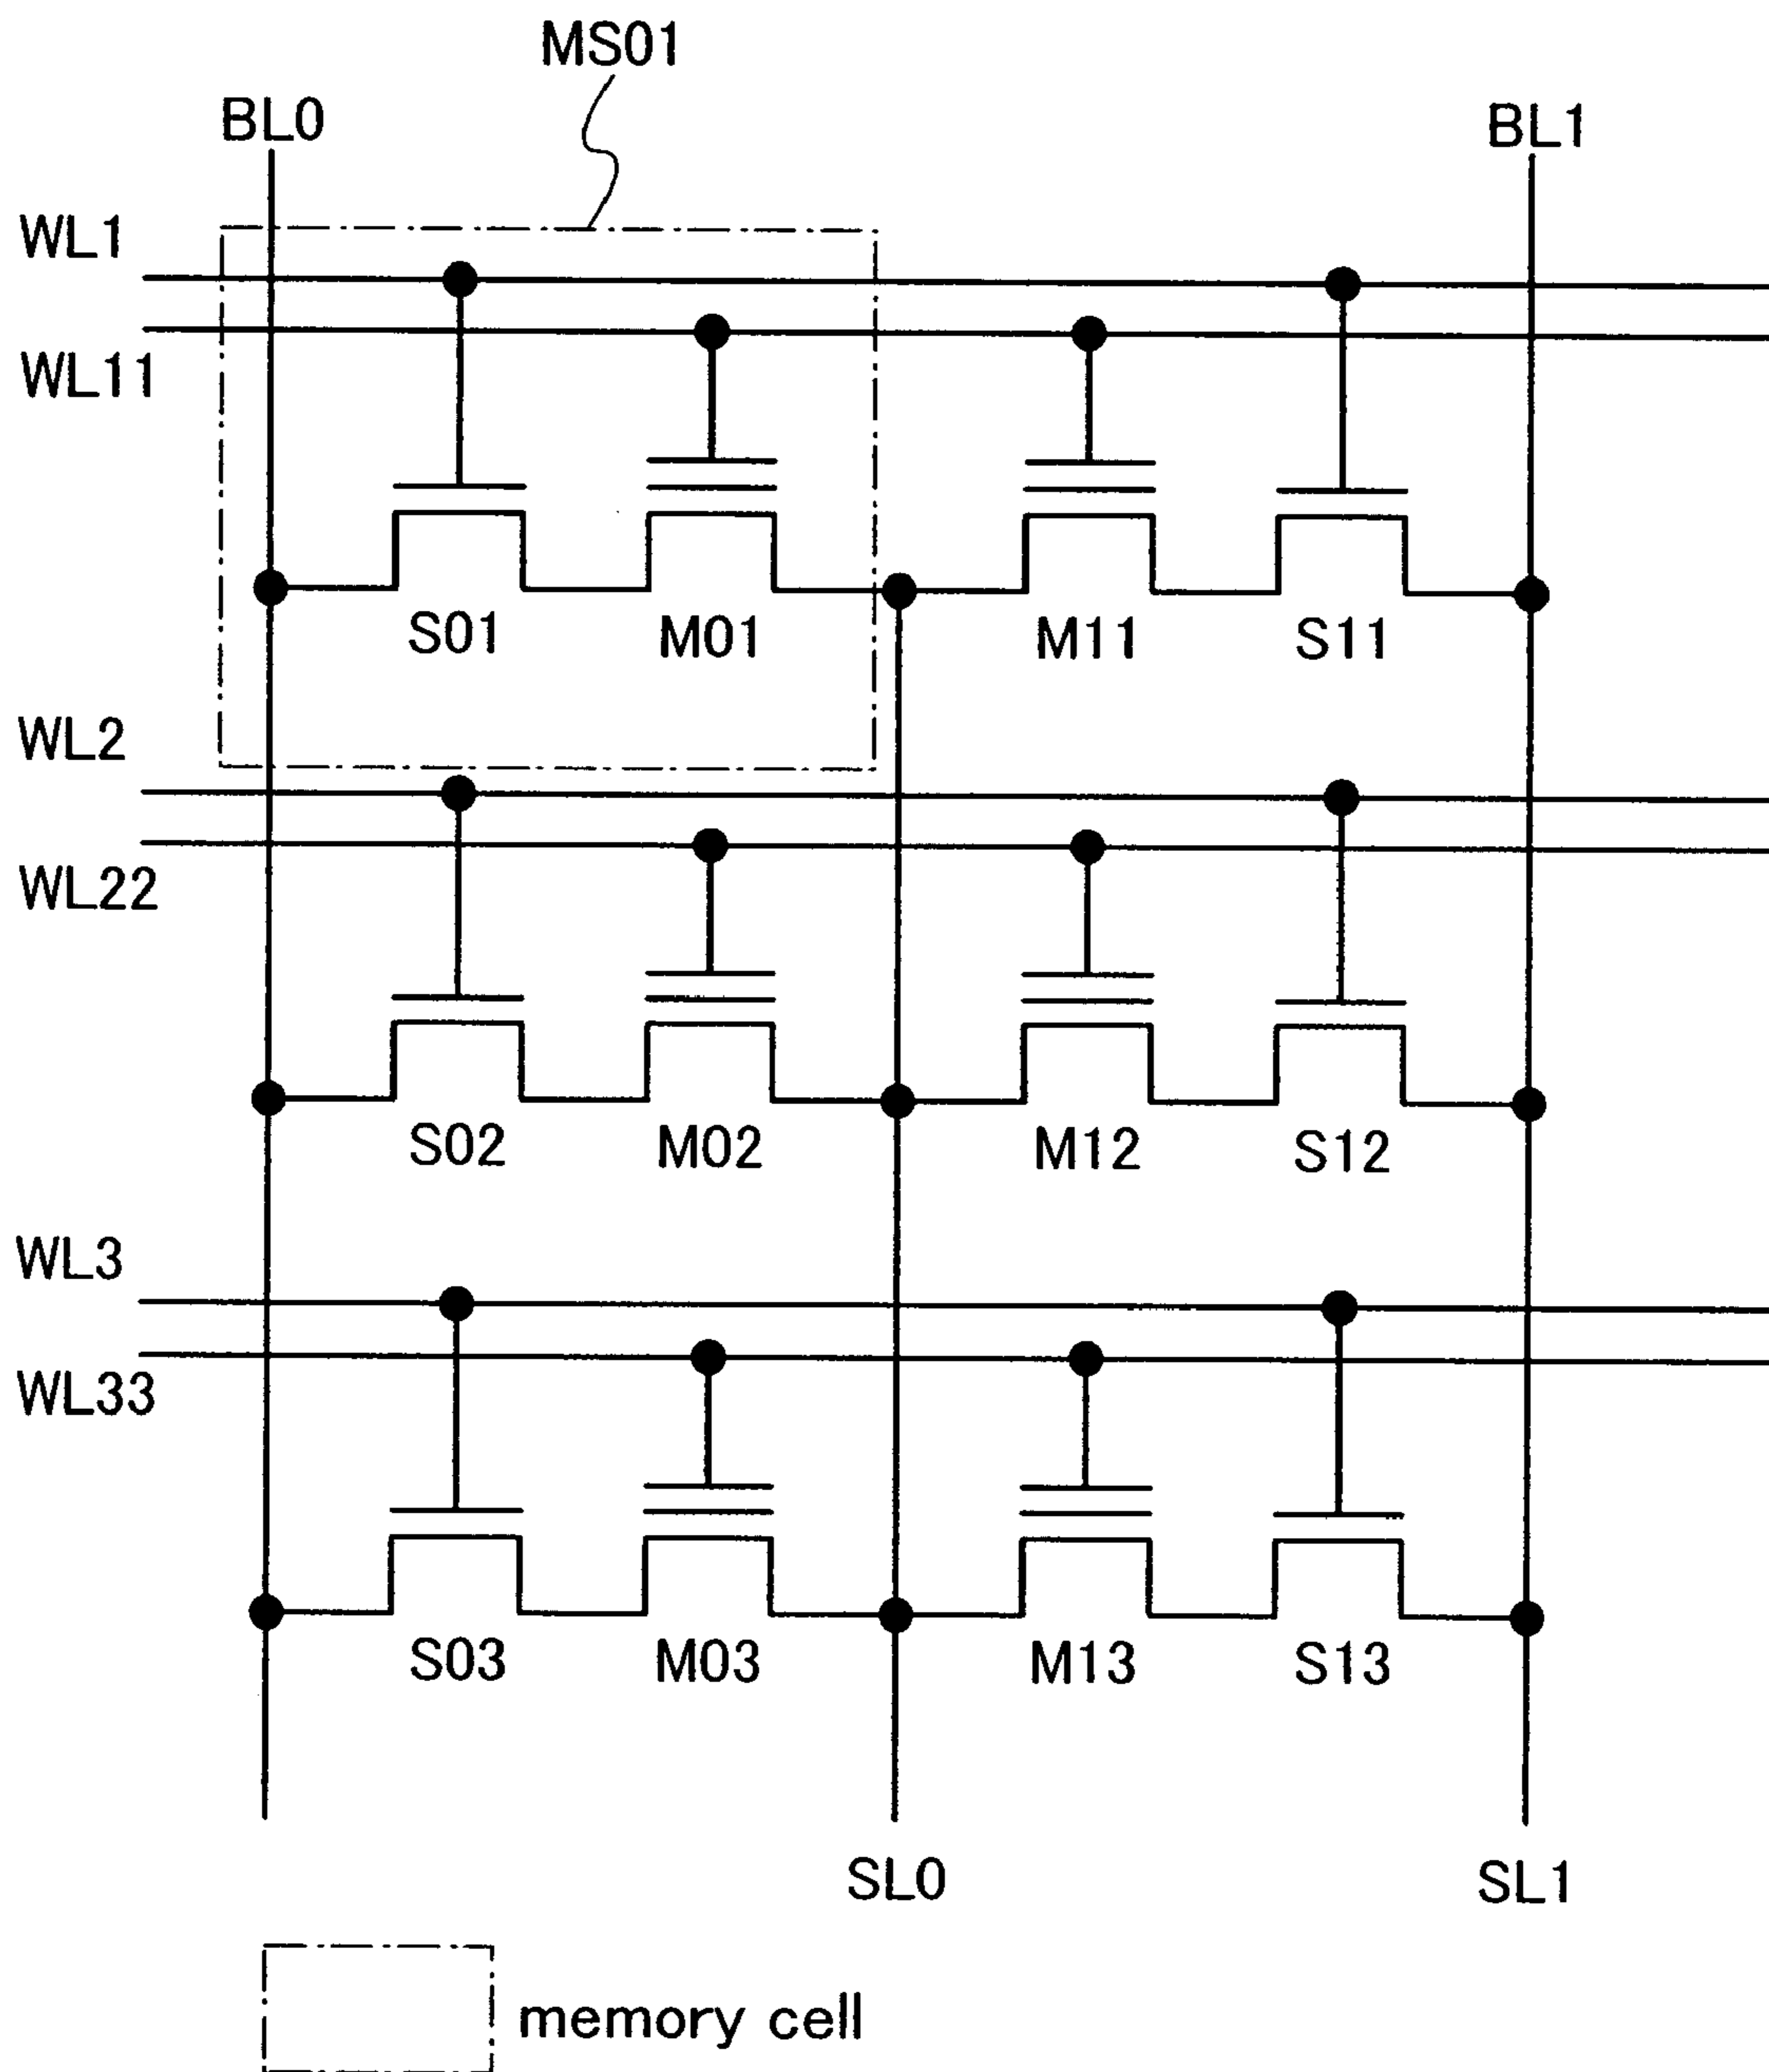 MS01
BL0 BL1
WL1
WL11
S01 M01 M11 S11
WL2
WL22
S02 M02 M12 S12
WL3
WL33
S03 M03 M13 S13
SL0 SL1
memory cell